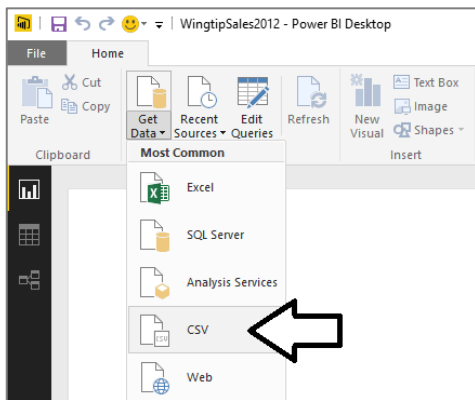 WingtipSales2012 - Power BI Desktop
File Home
Cut
Copy
Paste
Get Data
Recent Sources
Edit Queries
Refresh
New Visual
Text Box
Image
Shapes
Clipboard
Insert
Most Common
Excel
SQL Server
Analysis Services
CSV
CSV
Web